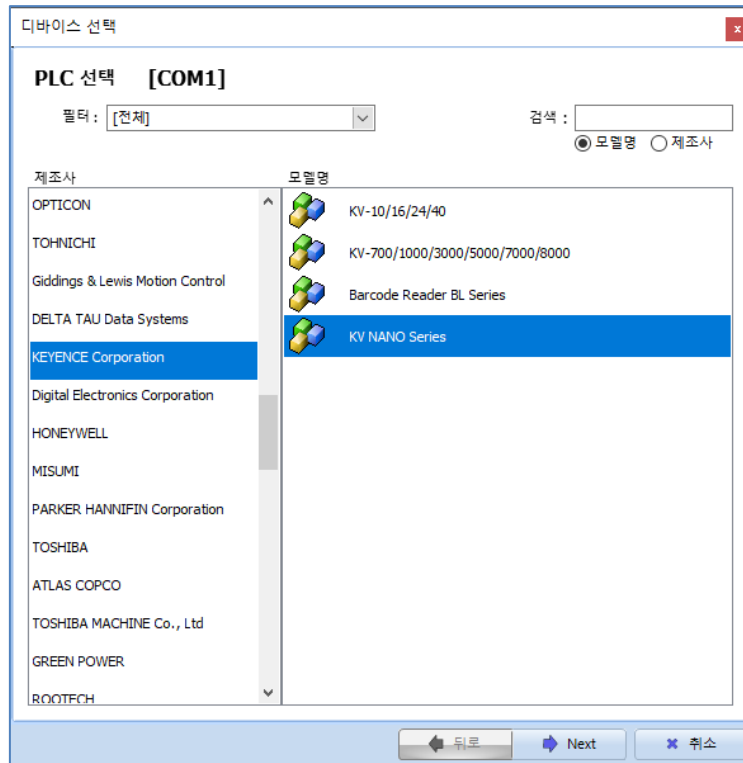 디바이스 선택
x
PLC 선택 [COM1]
필터 : [전체]
검색 :
모델명 제조사
제조사
OPTICON
TOHNICHI
Giddings & Lewis Motion Control
DELTA TAU Data Systems
KEYENCE Corporation
Digital Electronics Corporation
HONEYWELL
MISUMI
PARKER HANNIFIN Corporation
TOSHIBA
ATLAS COPCO
TOSHIBA MACHINE Co., Ltd
GREEN POWER
ROOTECH
모델명
KV-10/16/24/40
KV-700/1000/3000/5000/7000/8000
Barcode Reader BL Series
KV NANO Series
뒤로 Next 취소